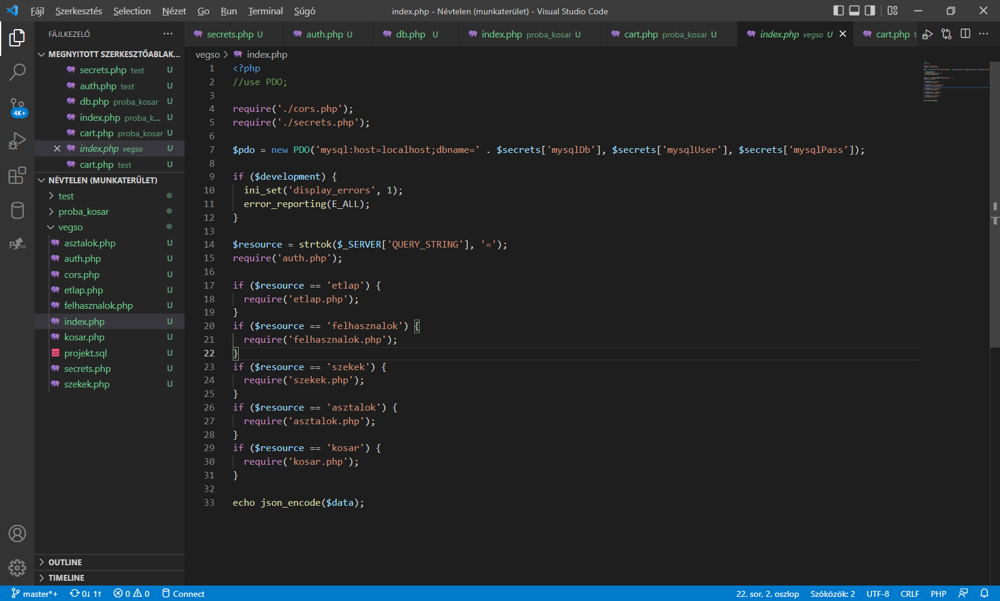 Fájl Szerkesztés Selection Nézet Go Run Terminal Súgó
index.php - Névtelen (munkaterület) - Visual Studio Code
FÁJLKEZELŐ
MEGNYITOTT SZERKESZTŐABLAK...
secrets.php test U
auth.php test U
db.php proba_kosar U
index.php proba_k... U
cart.php proba_kosar U
index.php vegso U
cart.php test U
NÉVTELEN (MUNKATERÜLET)
test
proba_kosar
vegso
asztalok.php U
auth.php U
cors.php U
etlap.php U
felhasznalok.php U
index.php U
kosar.php U
projekt.sql U
secrets.php U
szekek.php U
OUTLINE
TIMELINE
4K+
secrets.php U auth.php U db.php U index.php proba_kosar U cart.php proba_kosar U index.php vegso U cart.php t
vegso > index.php
1 <?php
2 //use PDO;
3
4 require('./cors.php');
5 require('./secrets.php');
6
7 $pdo = new PDO('mysql:host=localhost;dbname=' . $secrets['mysqlDb'], $secrets['mysqlUser'], $secrets['mysqlPass']);
8
9 if ($development) {
10 ini_set('display_errors', 1);
11 error_reporting(E_ALL);
12 }
13
14 $resource = strtok($_SERVER['QUERY_STRING'], '=');
15 require('auth.php');
16
17 if ($resource == 'etlap') {
18 require('etlap.php');
19 }
20 if ($resource == 'felhasznalok') {
21 require('felhasznalok.php');
22 }
23 if ($resource == 'szekek') {
24 require('szekek.php');
25 }
26 if ($resource == 'asztalok') {
27 require('asztalok.php');
28 }
29 if ($resource == 'kosar') {
30 require('kosar.php');
31 }
32
33 echo json_encode($data);
master*+ 0↓ 1↑ 0 0 Connect
22. sor, 2. oszlop Szóközök: 2 UTF-8 CRLF PHP